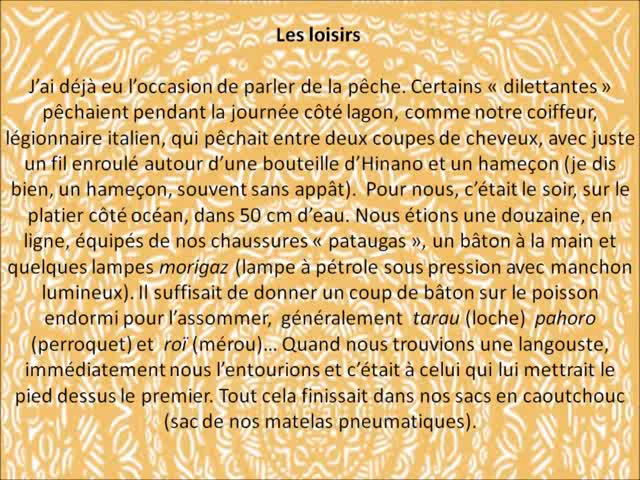 Les loisirs
J'ai déjà eu l'occasion de parler de la pêche. Certains « dilettantes »
pêchaient pendant la journée côté lagon, comme notre coiffeur,
légionnaire italien, qui pêchait entre deux coupes de cheveux, avec juste
un fil enroulé autour d'une bouteille d'Hinano et un hameçon (je dis
bien, un hameçon, souvent sans appât). Pour nous, c'était le soir, sur le
platier côté océan, dans 50 cm d'eau. Nous étions une douzaine, en
ligne, équipés de nos chaussures « pataugas », un bâton à la main et
quelques lampes morigaz (lampe à pétrole sous pression avec manchon
lumineux). Il suffisait de donner un coup de bâton sur le poisson
endormi pour l'assommer, généralement tarau (loche) pahoro
(perroquet) et roï (mérou)… Quand nous trouvions une langouste,
immédiatement nous l'entourions et c'était à celui qui lui mettrait le
pied dessus le premier. Tout cela finissait dans nos sacs en caoutchouc
(sac de nos matelas pneumatiques).